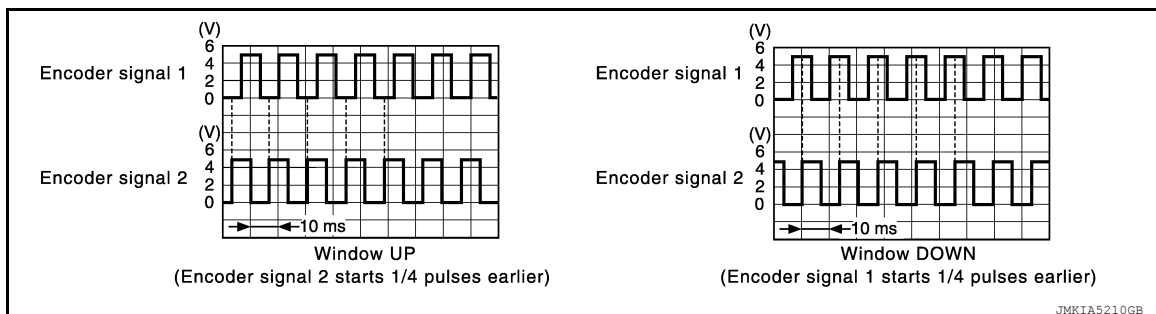 (V)
6
Encoder signal 1
4
2
0
(V)
6
4
Encoder signal 2
2
0
10 ms
Window UP
(Encoder signal 2 starts 1/4 pulses earlier)
(V)
6
Encoder signal 1
4
2
0
(V)
6
4
Encoder signal 2
2
0
10 ms
Window DOWN
(Encoder signal 1 starts 1/4 pulses earlier)
JMKIA5210GB